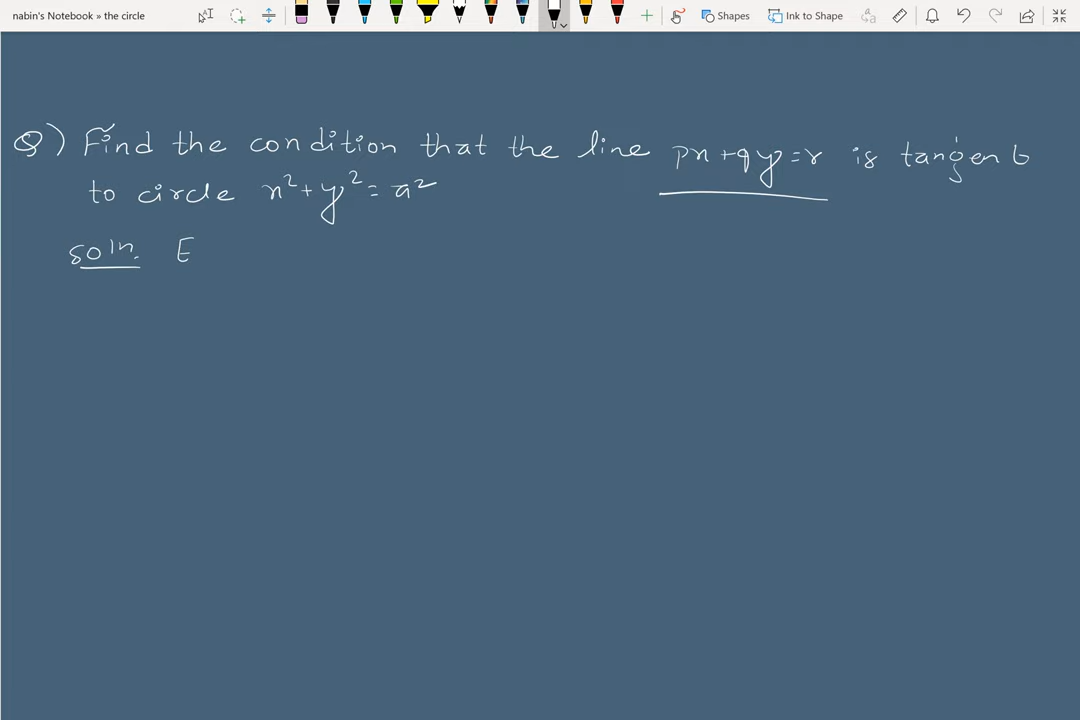 nabin's Notebook » the circle
Shapes
Ink to Shape
Q) Find the condition that the line px+qy=r is tangent
to circle x²+y²=a²
soln. E